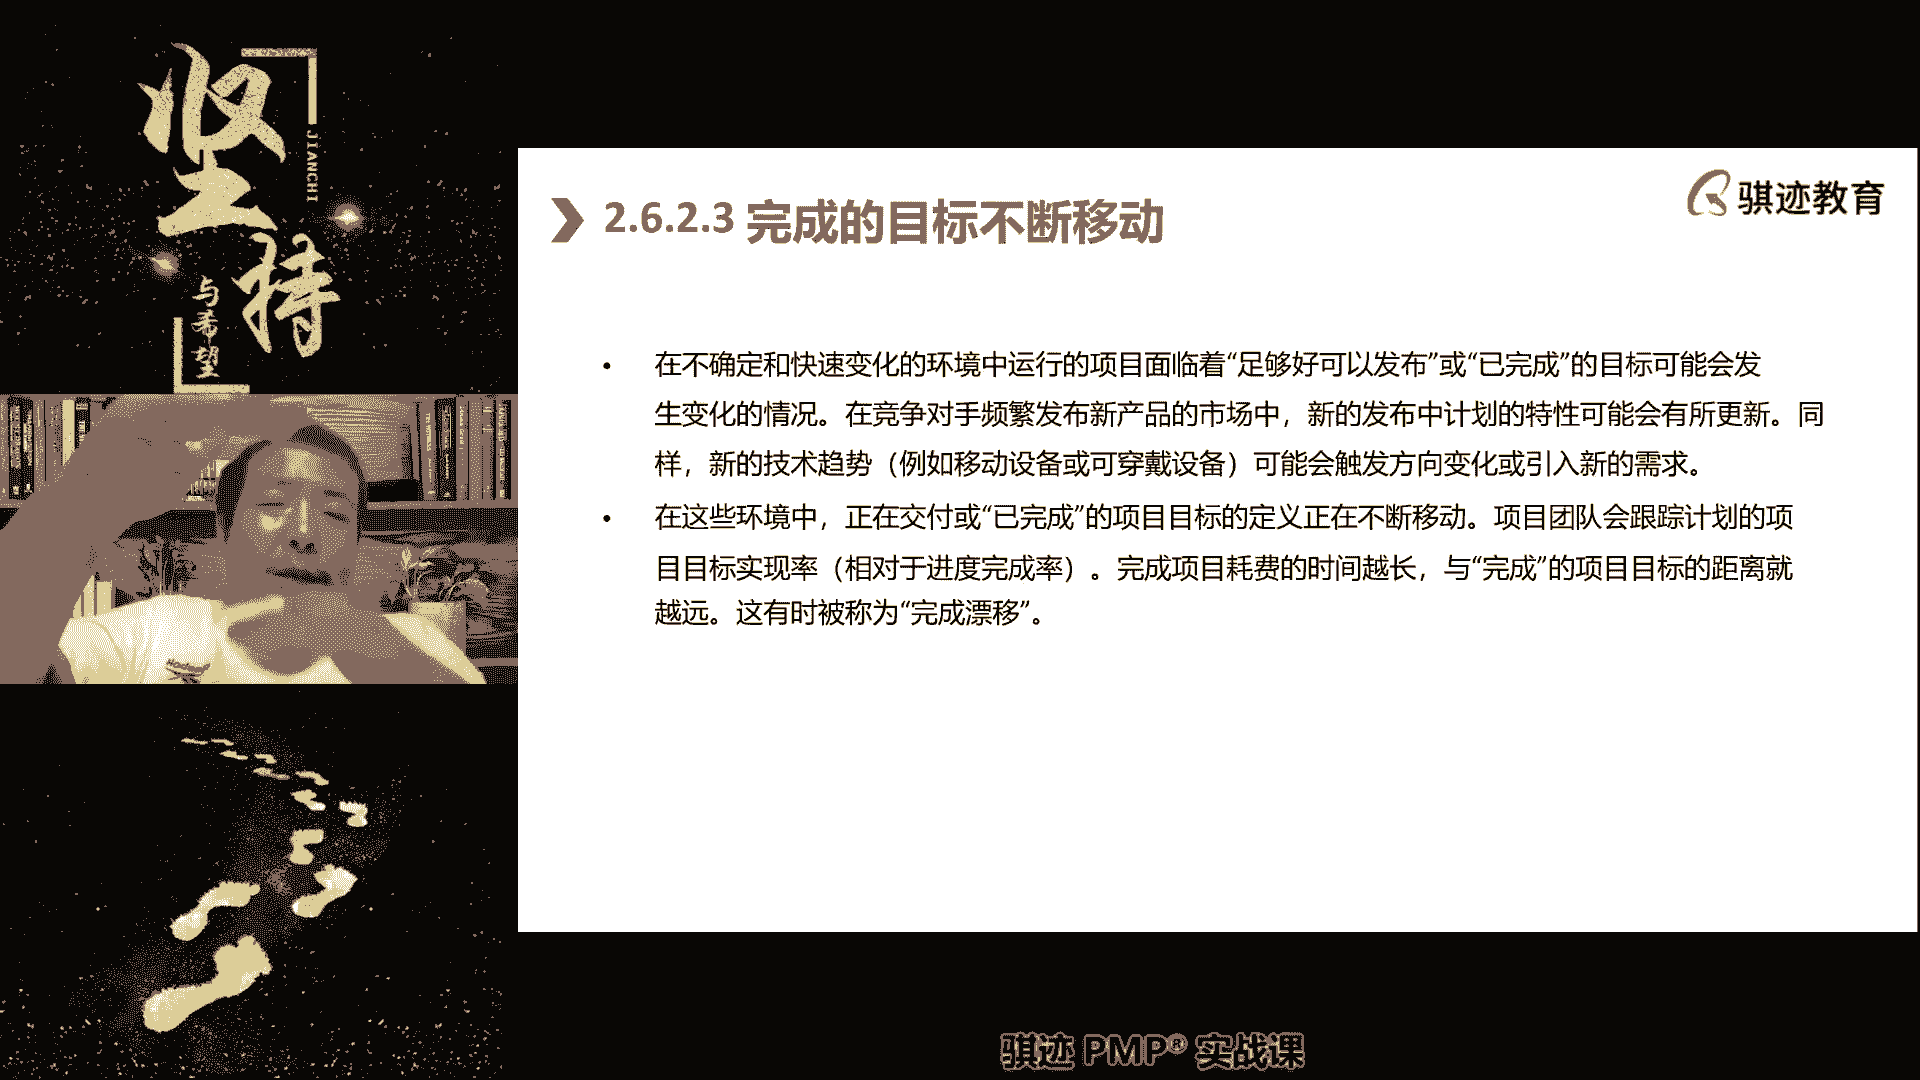 坚持
JIANCHI
与希望
骐迹教育
2.6.2.3 完成的目标不断移动
• 在不确定和快速变化的环境中运行的项目面临着“足够好可以发布”或“已完成”的目标可能会发
生变化的情况。在竞争对手频繁发布新产品的市场中，新的发布中计划的特性可能会有所更新。同
样，新的技术趋势（例如移动设备或可穿戴设备）可能会触发方向变化或引入新的需求。
• 在这些环境中，正在交付或“已完成”的项目目标的定义正在不断移动。项目团队会跟踪计划的项
目目标实现率（相对于进度完成率）。完成项目耗费的时间越长，与“完成”的项目目标的距离就
越远。这有时被称为“完成漂移”。
骐迹 PMP® 实战课